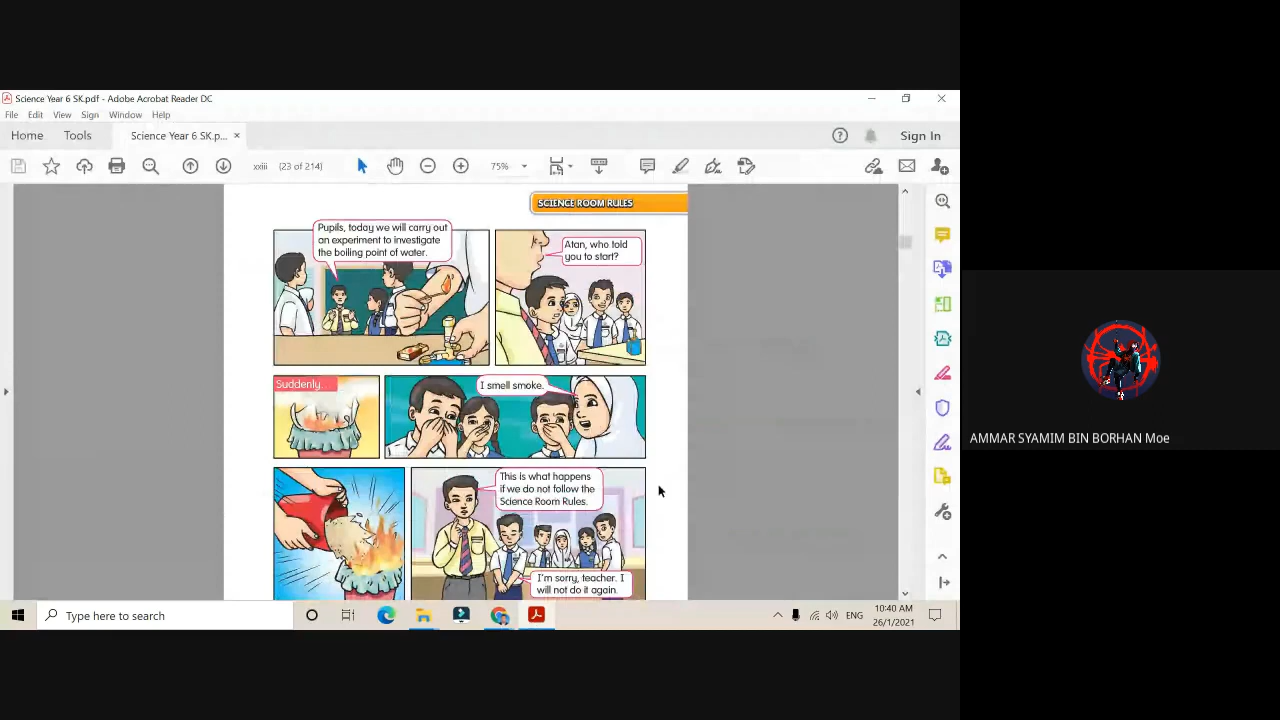 Science Year 6 SK.pdf - Adobe Acrobat Reader DC
File Edit View Sign Window Help
Home Tools Science Year 6 SK.p... × Sign In
xxiii (23 of 214) 75%
SCIENCE ROOM RULES
Pupils, today we will carry out
an experiment to investigate
the boiling point of water.
Atan, who told
you to start?
Suddenly...
I smell smoke.
This is what happens
if we do not follow the
Science Room Rules.
I'm sorry, teacher. I
will not do it again.
AMMAR SYAMIM BIN BORHAN Moe
Type here to search
ENG
10:40 AM
26/1/2021